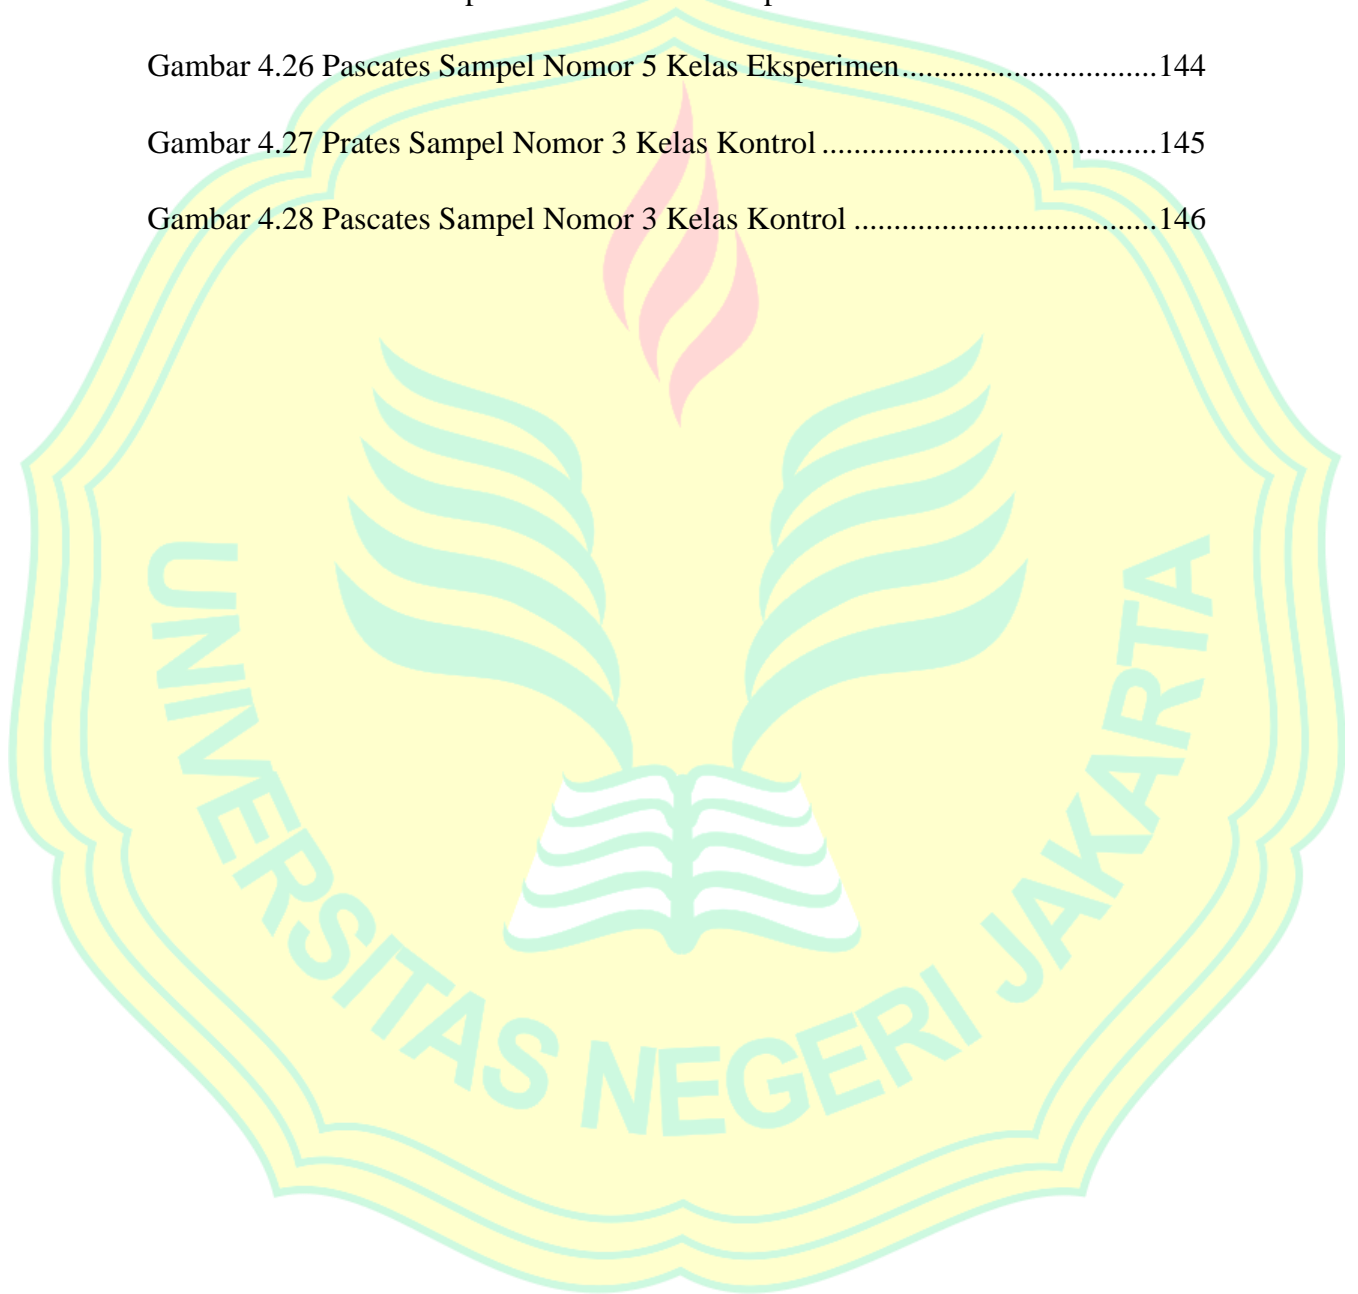 Gambar 4.26 Pascates Sampel Nomor 5 Kelas Eksperimen................................144
Gambar 4.27 Prates Sampel Nomor 3 Kelas Kontrol ..........................................145
Gambar 4.28 Pascates Sampel Nomor 3 Kelas Kontrol ......................................146
UNIVERSITAS NEGERI JAKARTA